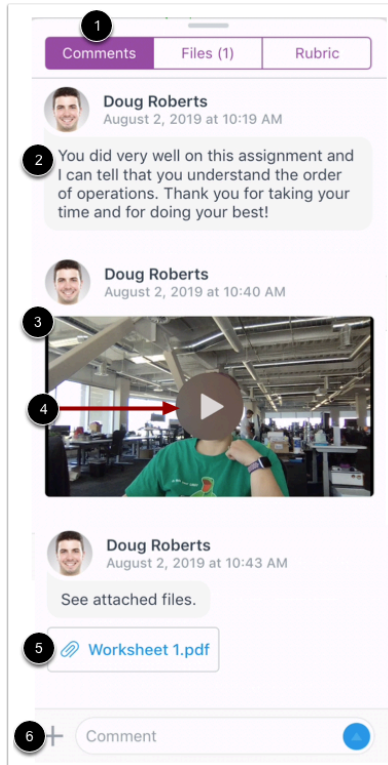 1
Comments Files (1) Rubric
Doug Roberts
August 2, 2019 at 10:19 AM
2
You did very well on this assignment and
I can tell that you understand the order
of operations. Thank you for taking your
time and for doing your best!
Doug Roberts
August 2, 2019 at 10:40 AM
3
4
Doug Roberts
August 2, 2019 at 10:43 AM
See attached files.
5 Worksheet 1.pdf
6 + Comment